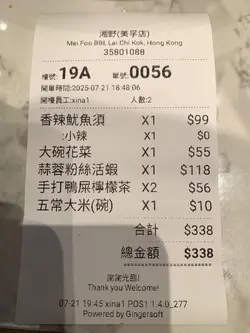 湘野(美孚店)
Mei Foo BBI, Lai Chi Kok, Hong Kong
35801088
檯號:19A 單號:0056
開單時間:2025-07-21 18:48:06
開檯員工:xina1 人數:2
香辣魷魚須 X1 $99
:小辣 X1 $0
大碗花菜 X1 $55
蒜蓉粉絲活蝦 X1 $118
手打鴨屎檸檬茶 X2 $56
五常大米(碗) X1 $10
合計 $338
總金額 $338
謝謝光臨!
Thank you Welcome!
07-21 19:45 xina1 POS1 1.4.0_277
Powered by Gingersoft